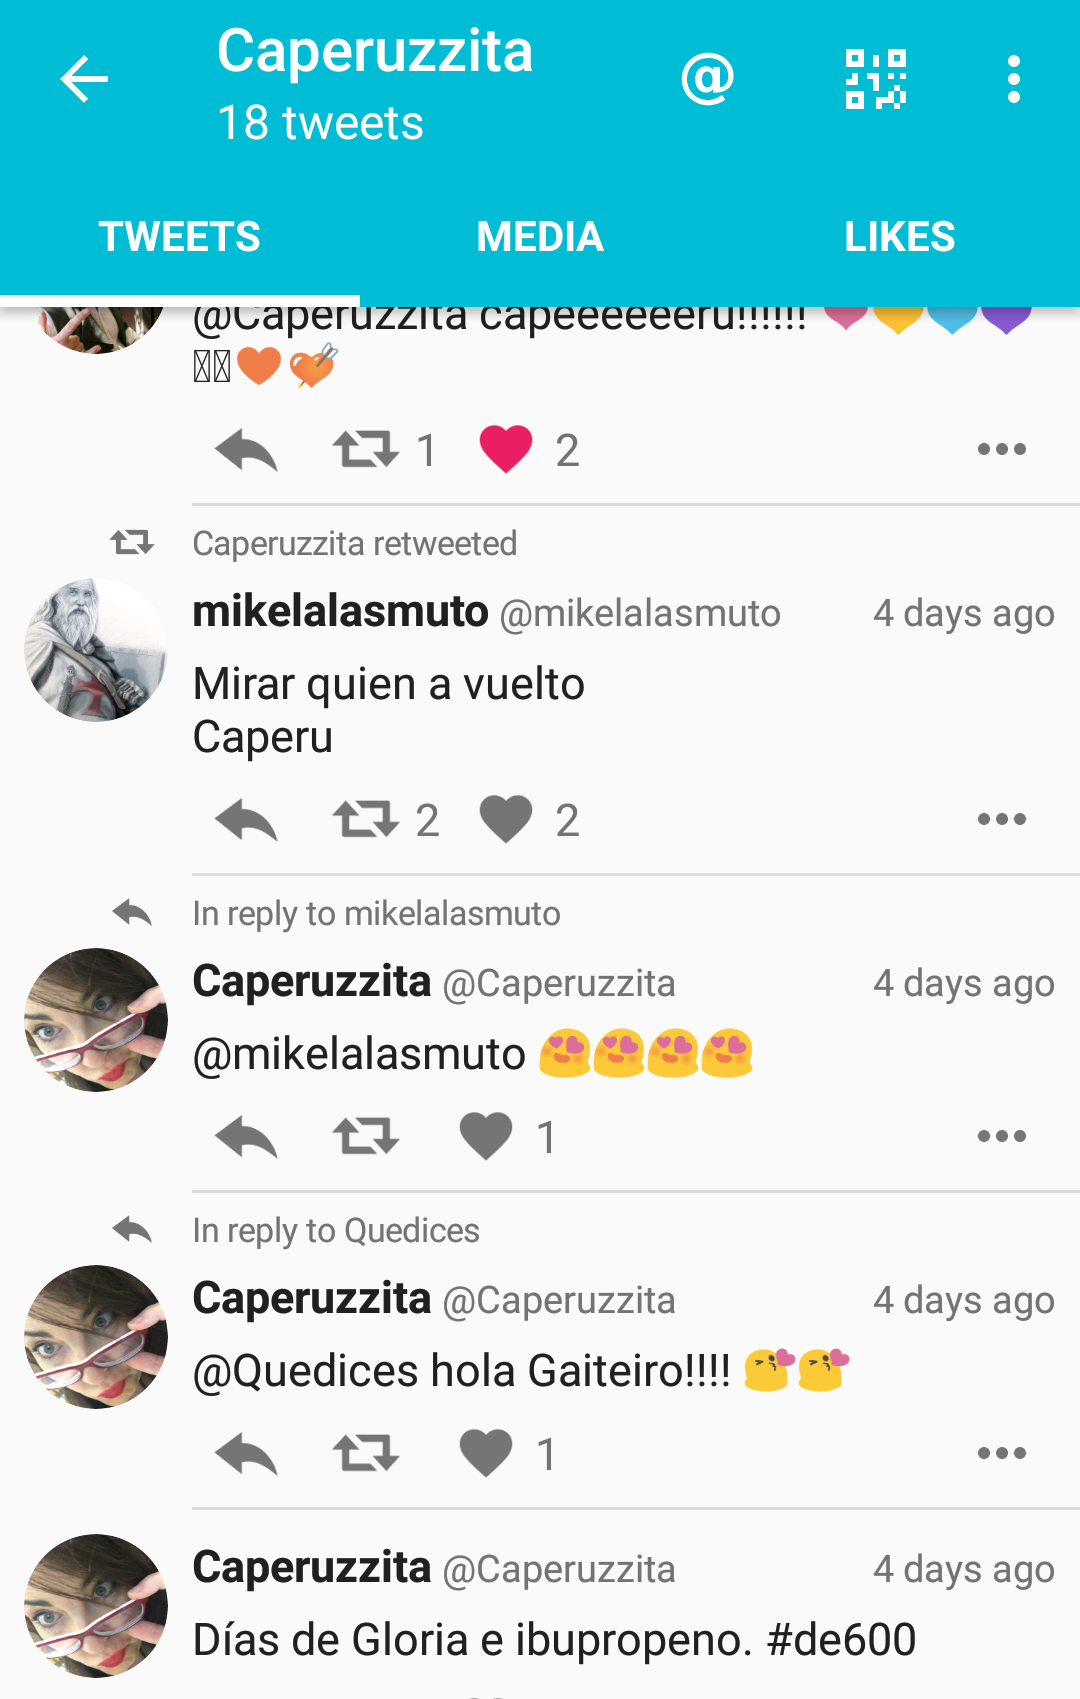 Caperuzzita
18 tweets
@
TWEETS MEDIA LIKES
@Caperuzzita capeeeeeeru!!!!!! 🩷💛🩵💜
🧡💘
1 2
Caperuzzita retweeted
mikelalasmuto @mikelalasmuto 4 days ago
Mirar quien a vuelto
Caperu
2 2
In reply to mikelalasmuto
Caperuzzita @Caperuzzita 4 days ago
@mikelalasmuto 😍😍😍😍
1
In reply to Quedices
Caperuzzita @Caperuzzita 4 days ago
@Quedices hola Gaiteiro!!!! 😘😘
1
Caperuzzita @Caperuzzita 4 days ago
Días de Gloria e ibupropeno. #de600